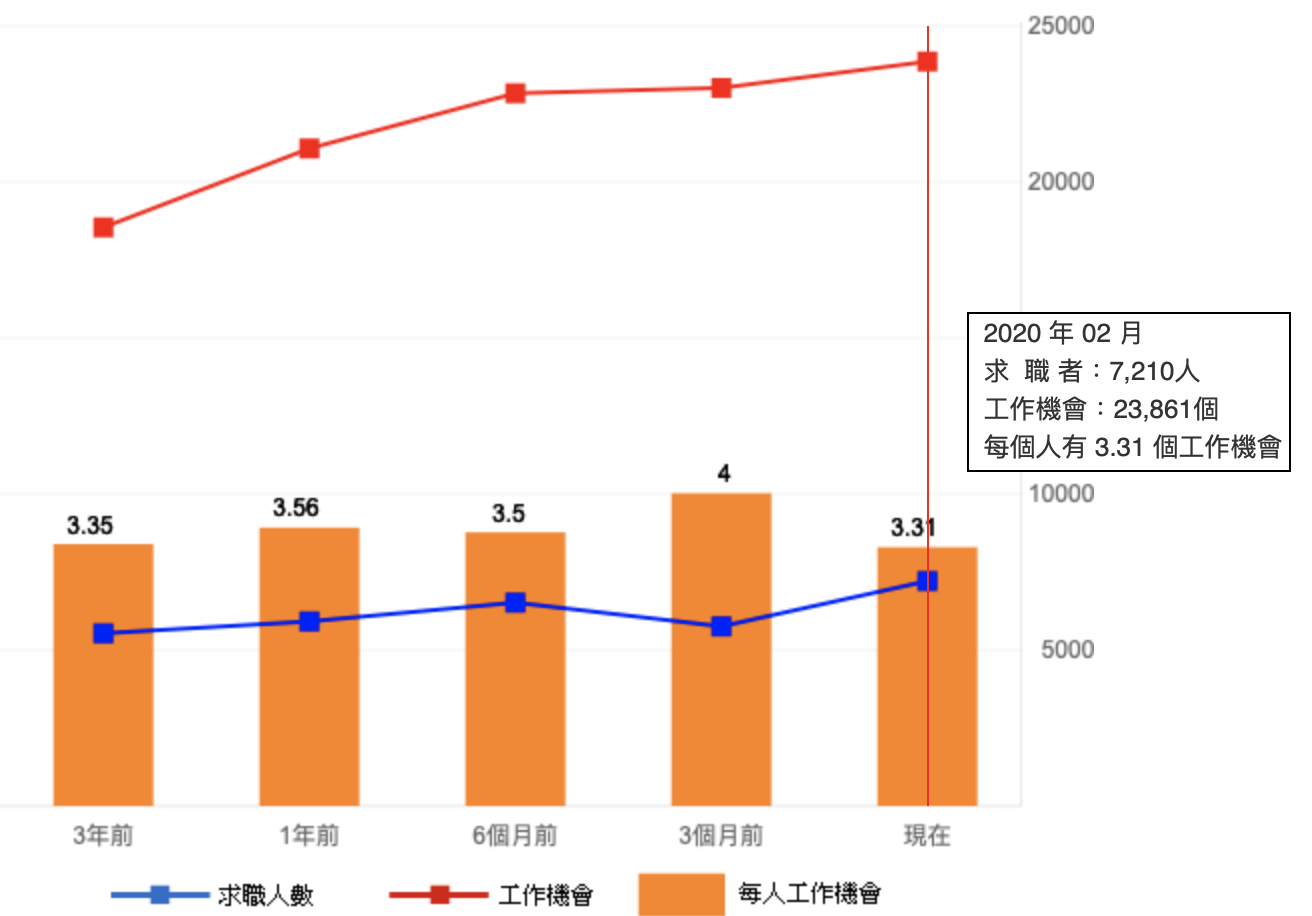 25000
20000
2020 年 02 月
求 職 者：7,210人
工作機會：23,861個
每個人有 3.31 個工作機會
10000
5000
3.35
3.56
3.5
4
3.31
3年前
1年前
6個月前
3個月前
現在
求職人數
工作機會
每人工作機會